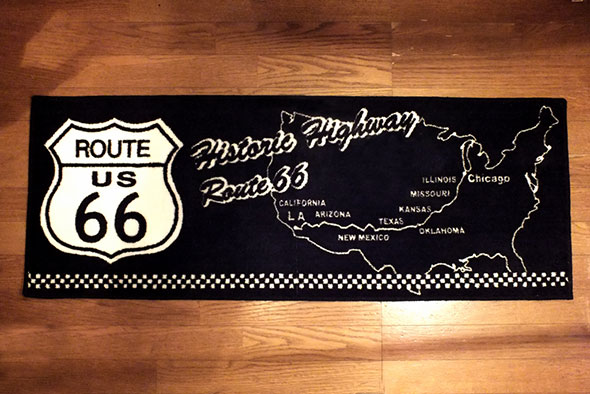 ROUTE
US
66
Historic Highway
Route 66
ILLINOIS Chicago
MISSOURI
CALIFORNIA
KANSAS
LA ARIZONA
TEXAS
OKLAHOMA
NEW MEXICO